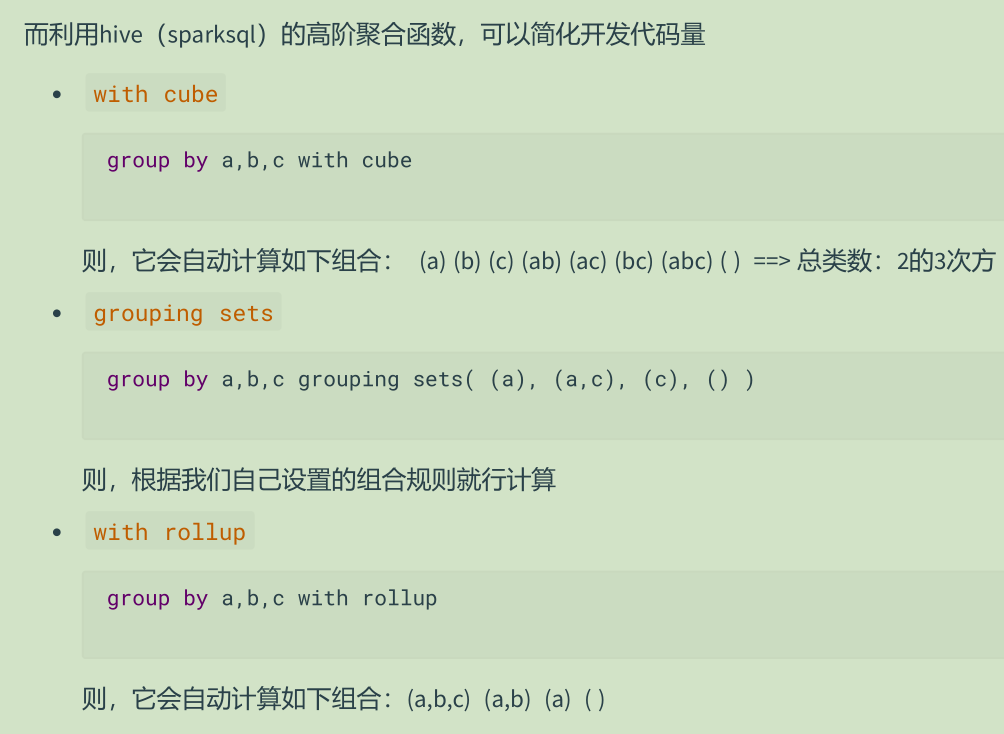 而利用hive（sparksql）的高阶聚合函数，可以简化开发代码量
with cube
group by a,b,c with cube
则，它会自动计算如下组合： (a) (b) (c) (ab) (ac) (bc) (abc) ( ) ==> 总类数：2的3次方
grouping sets
group by a,b,c grouping sets( (a), (a,c), (c), () )
则，根据我们自己设置的组合规则就行计算
with rollup
group by a,b,c with rollup
则，它会自动计算如下组合：(a,b,c) (a,b) (a) ( )